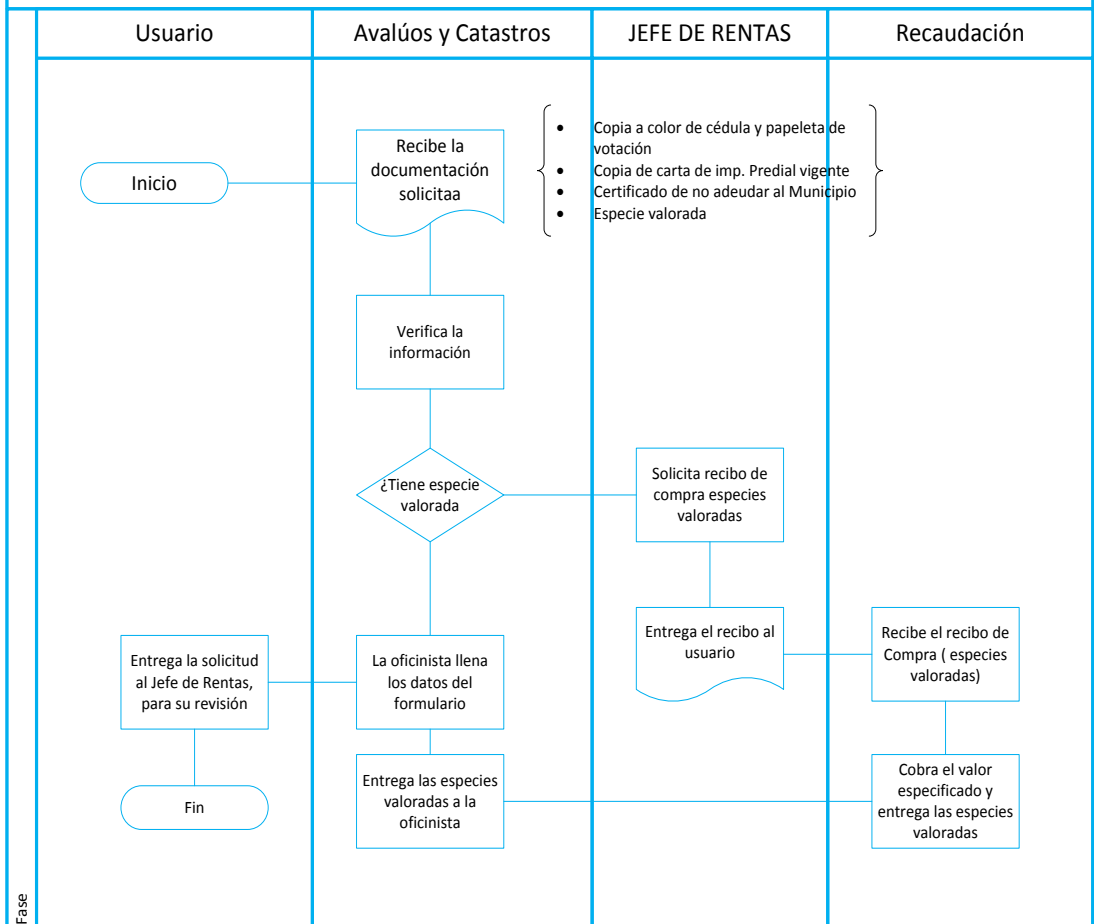 Usuario
Avalúos y Catastros
JEFE DE RENTAS
Recaudación
Inicio
Recibe la
documentación
solicitaa
• Copia a color de cédula y papeleta de
votación
• Copia de carta de imp. Predial vigente
• Certificado de no adeudar al Municipio
• Especie valorada
Verifica la
información
¿Tiene especie
valorada
Solicita recibo de
compra especies
valoradas
Entrega el recibo al
usuario
Recibe el recibo de
Compra ( especies
valoradas)
Entrega la solicitud
al Jefe de Rentas,
para su revisión
La oficinista llena
los datos del
formulario
Fin
Entrega las especies
valoradas a la
oficinista
Cobra el valor
especificado y
entrega las especies
valoradas
Fase